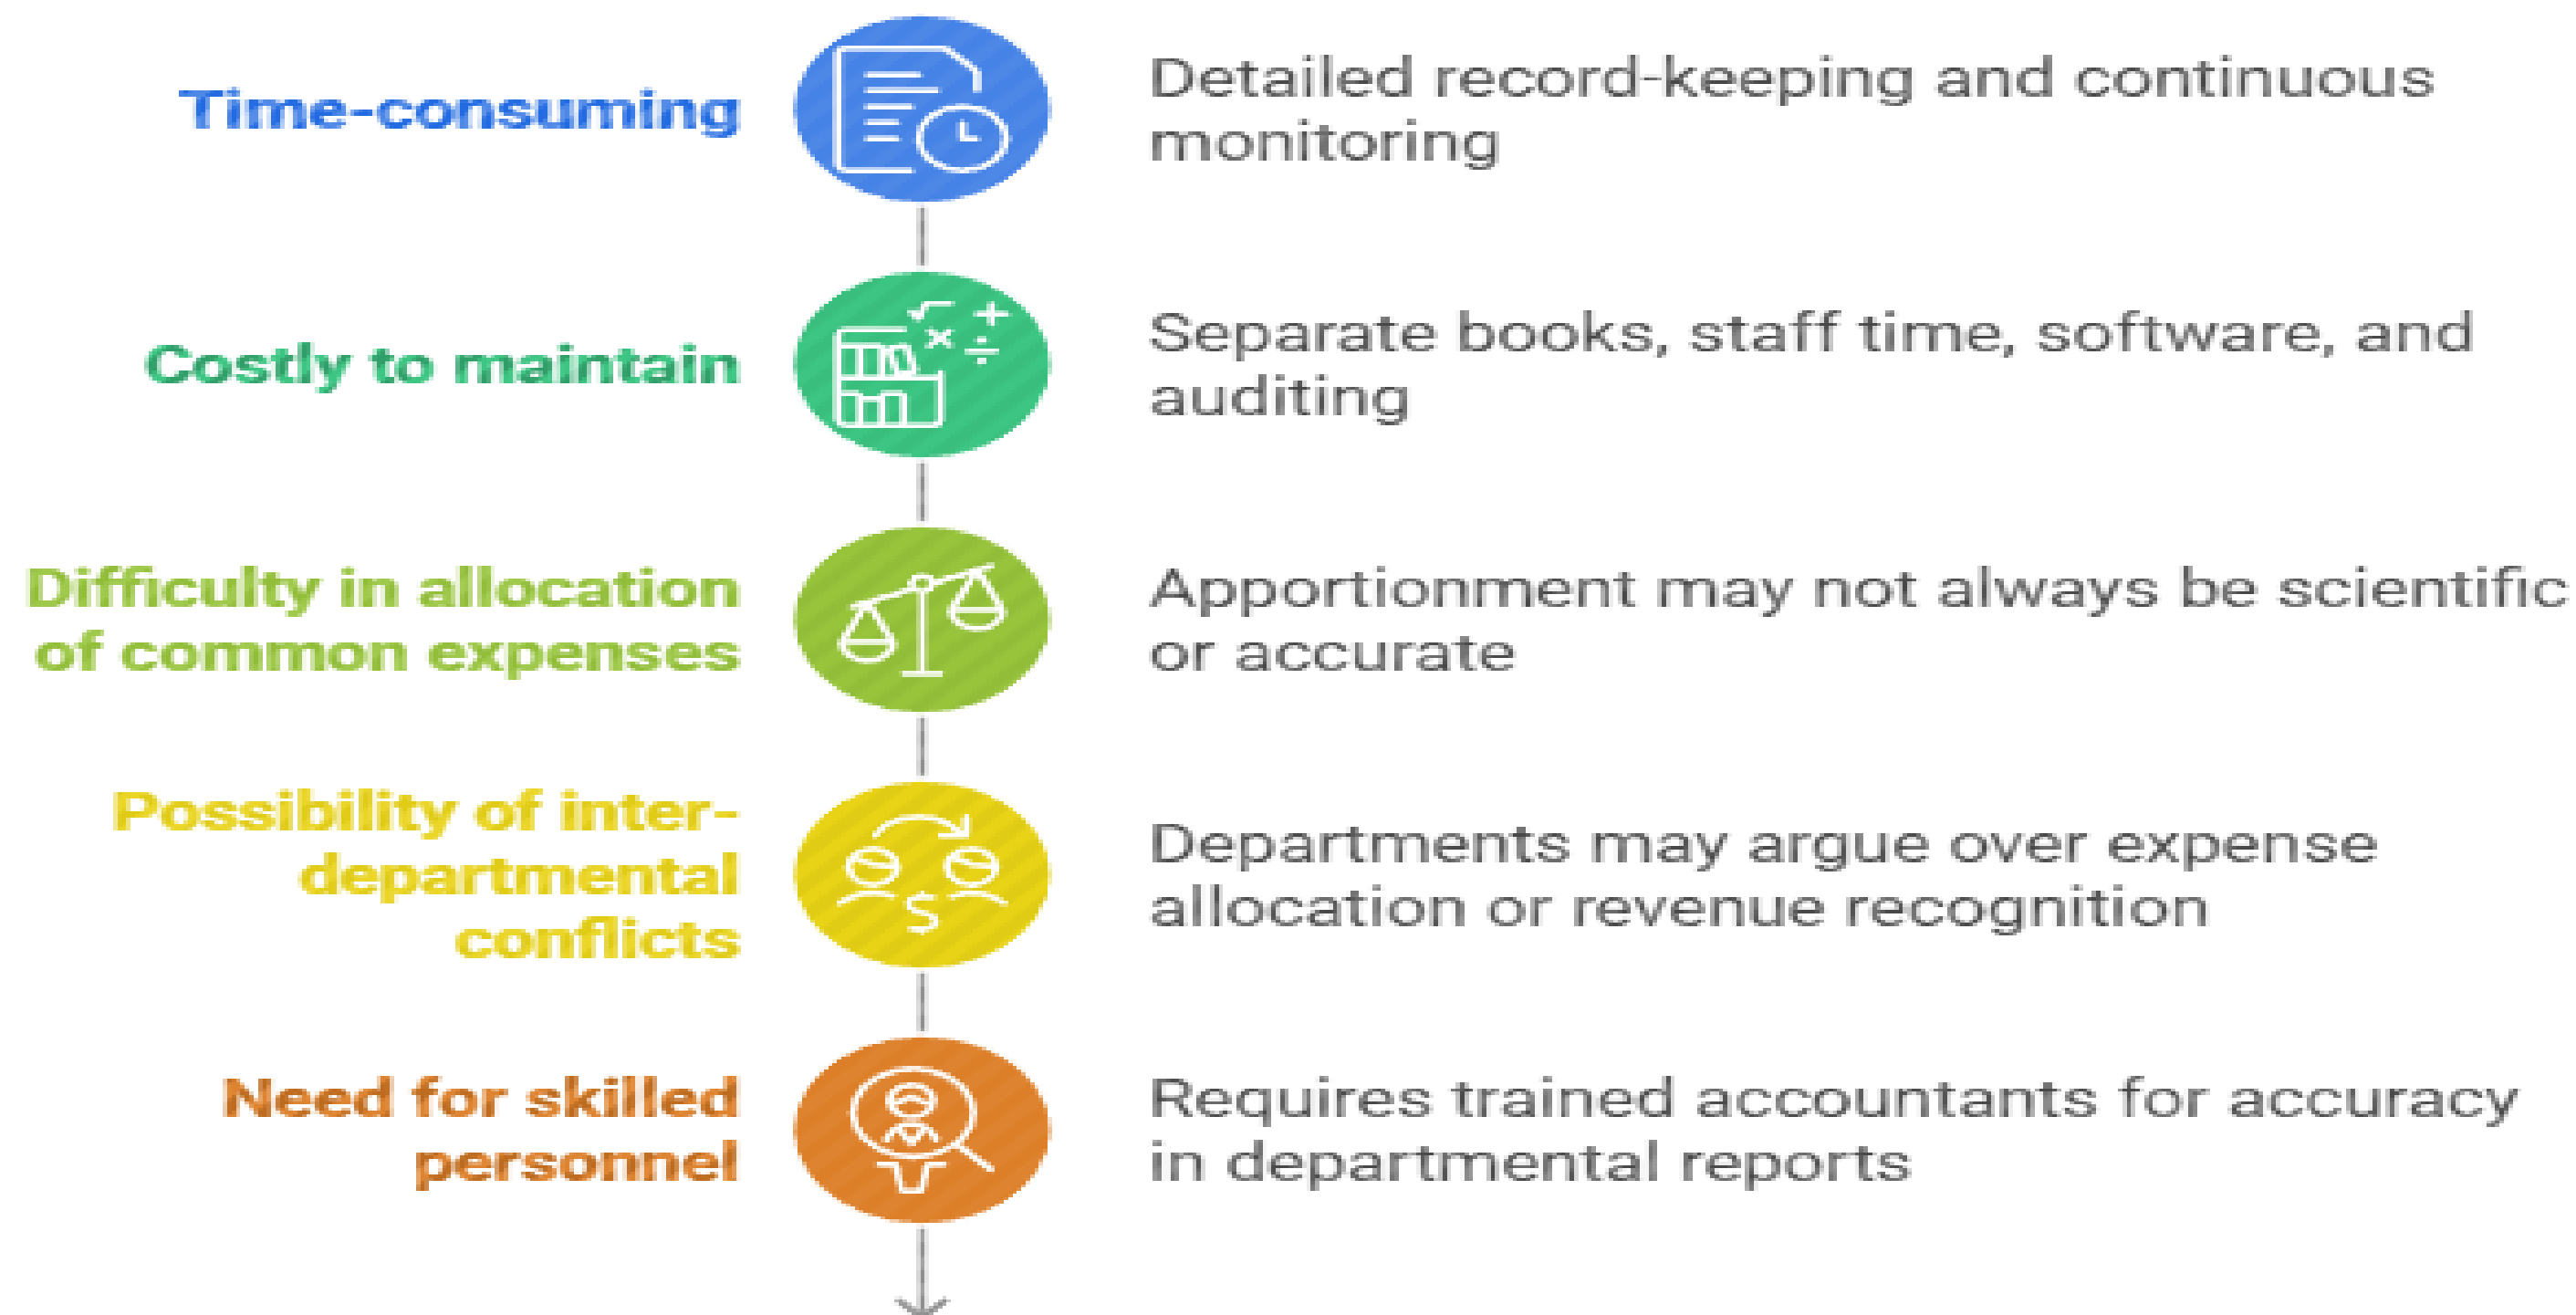 Time-consuming
Detailed record-keeping and continuous
monitoring
Costly to maintain
Separate books, staff time, software, and
auditing
Difficulty in allocation
of common expenses
Apportionment may not always be scientific
or accurate
Possibility of inter-
departmental
conflicts
Departments may argue over expense
allocation or revenue recognition
Need for skilled
personnel
Requires trained accountants for accuracy
in departmental reports